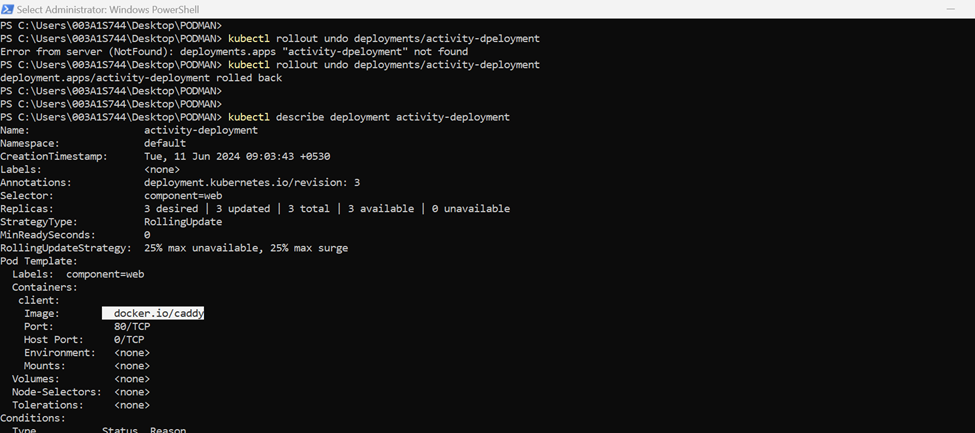 Select Administrator: Windows PowerShell
PS C:\Users\003A1S744\Desktop\PODMAN>
PS C:\Users\003A1S744\Desktop\PODMAN> kubectl rollout undo deployments/activity-dpeloyment
Error from server (NotFound): deployments.apps "activity-dpeloyment" not found
PS C:\Users\003A1S744\Desktop\PODMAN> kubectl rollout undo deployments/activity-deployment
deployment.apps/activity-deployment rolled back
PS C:\Users\003A1S744\Desktop\PODMAN>
PS C:\Users\003A1S744\Desktop\PODMAN>
PS C:\Users\003A1S744\Desktop\PODMAN> kubectl describe deployment activity-deployment
Name: activity-deployment
Namespace: default
CreationTimestamp: Tue, 11 Jun 2024 09:03:43 +0530
Labels: <none>
Annotations: deployment.kubernetes.io/revision: 3
Selector: component=web
Replicas: 3 desired | 3 updated | 3 total | 3 available | 0 unavailable
StrategyType: RollingUpdate
MinReadySeconds: 0
RollingUpdateStrategy: 25% max unavailable, 25% max surge
Pod Template:
Labels: component=web
Containers:
client:
Image: docker.io/caddy
Port: 80/TCP
Host Port: 0/TCP
Environment: <none>
Mounts: <none>
Volumes: <none>
Node-Selectors: <none>
Tolerations: <none>
Conditions:
Type Status Reason